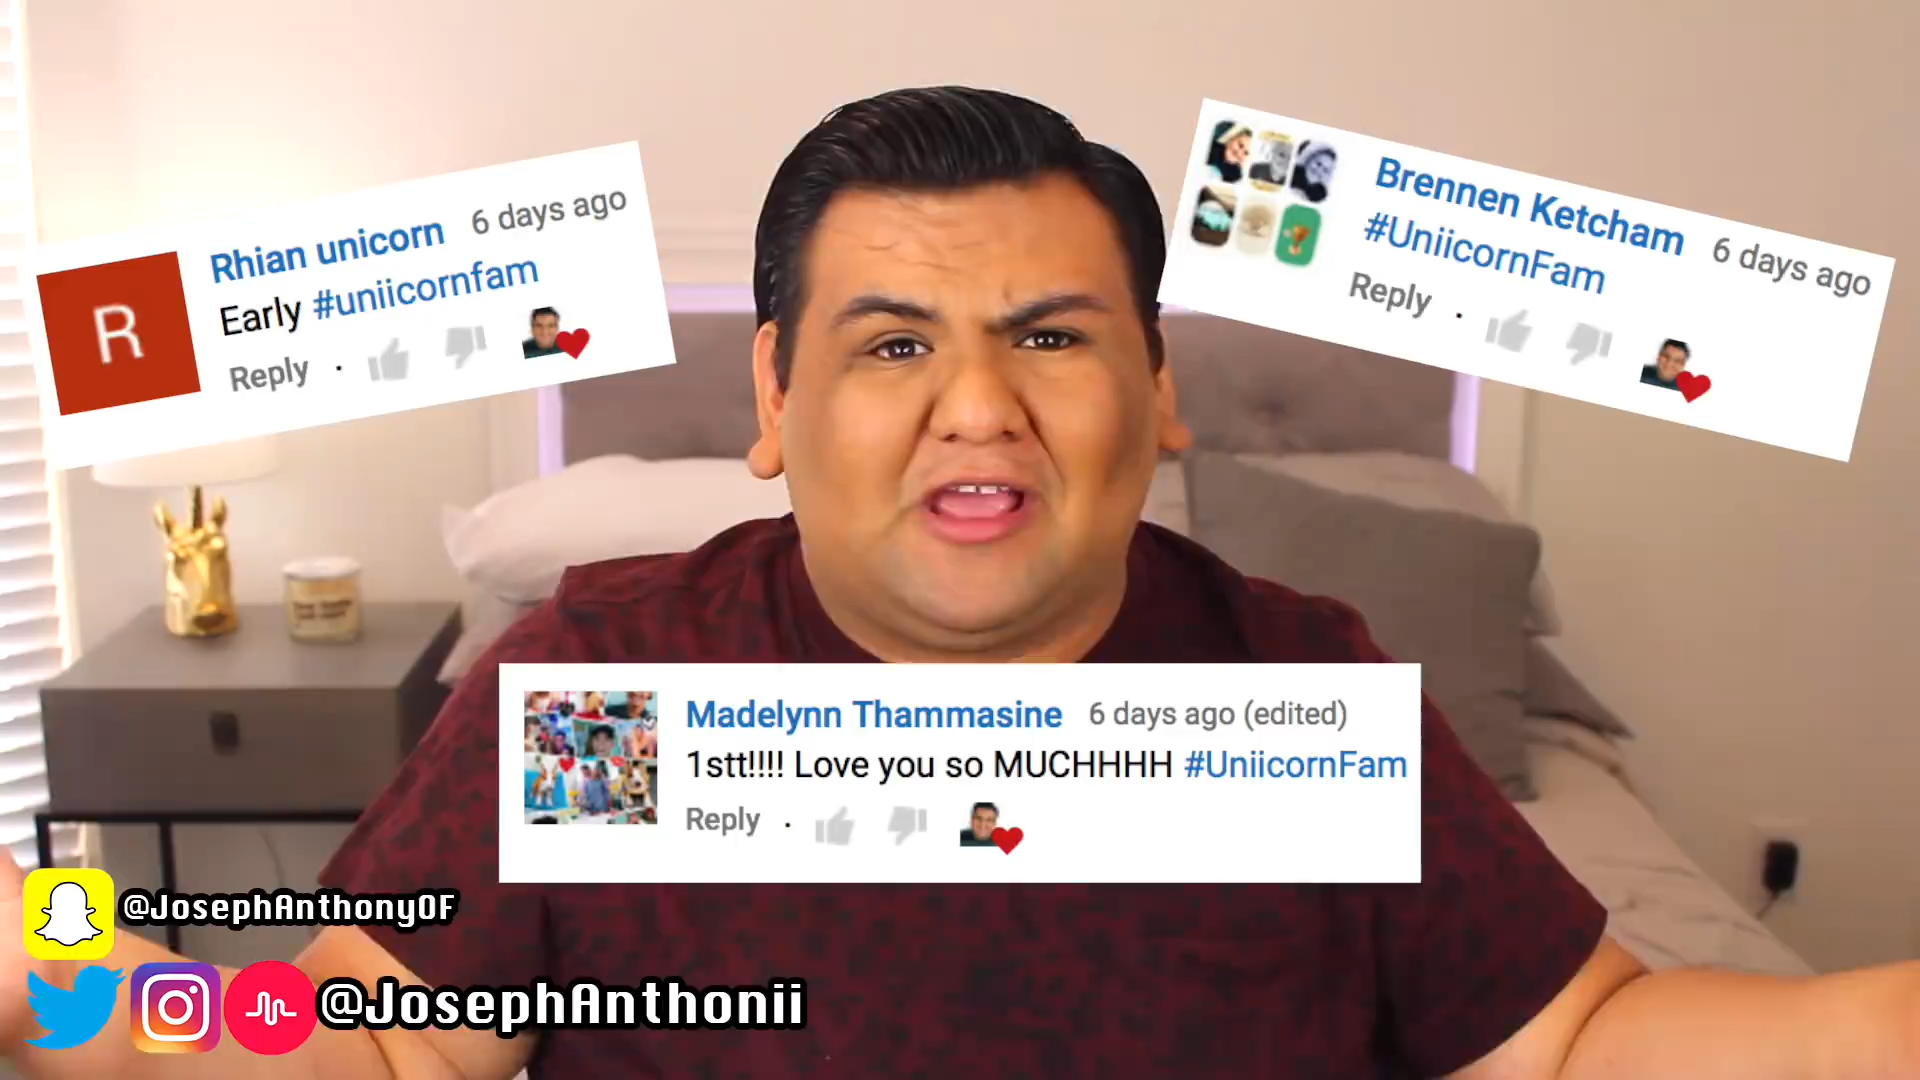 R
Rhian unicorn 6 days ago
Early #uniicornfam
Reply ·
Brennen Ketcham 6 days ago
#UniicornFam
Reply ·
Madelynn Thammasine 6 days ago (edited)
1stt!!!! Love you so MUCHHHH #UniicornFam
Reply ·
@JosephAnthonyOF
@JosephAnthonii